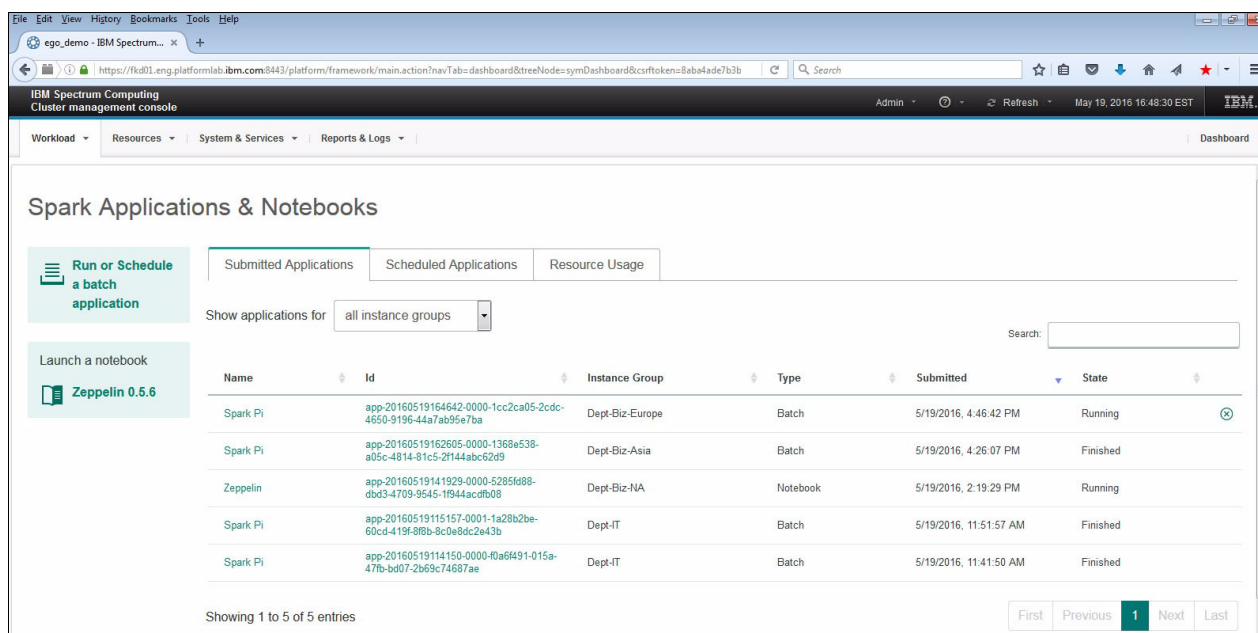 File Edit View History Bookmarks Tools Help
ego_demo - IBM Spectrum... × +
https://fkd01.eng.platformlab.ibm.com:8443/platform/framework/main.action?navTab=dashboard&treeNode=symDashboard&csrftoken=8aba4ade7b3b Search
IBM Spectrum Computing
Cluster management console
Admin Refresh May 19, 2016 16:48:30 EST IBM.
Workload Resources System & Services Reports & Logs Dashboard
Spark Applications & Notebooks
Run or Schedule
a batch
application
Launch a notebook
Zeppelin 0.5.6
Submitted Applications Scheduled Applications Resource Usage
Show applications for all instance groups
Search:
Name Id Instance Group Type Submitted State
Spark Pi app-20160519164642-0000-1cc2ca05-2cdc- Dept-Biz-Europe Batch 5/19/2016, 4:46:42 PM Running
4650-9196-44a7ab95e7ba
Spark Pi app-20160519162605-0000-1368e538- Dept-Biz-Asia Batch 5/19/2016, 4:26:07 PM Finished
a05c-4814-81c5-2f144abc62d9
Zeppelin app-20160519141929-0000-5285fd88- Dept-Biz-NA Notebook 5/19/2016, 2:19:29 PM Running
dbd3-4709-9545-1f944acdfb08
Spark Pi app-20160519115157-0001-1a28b2be- Dept-IT Batch 5/19/2016, 11:51:57 AM Finished
60cd-419f-8f8b-8c0e8dc2e43b
Spark Pi app-20160519114150-0000-f0a6f491-015a- Dept-IT Batch 5/19/2016, 11:41:50 AM Finished
47fb-bd07-2b69c74687ae
Showing 1 to 5 of 5 entries
First Previous 1 Next Last